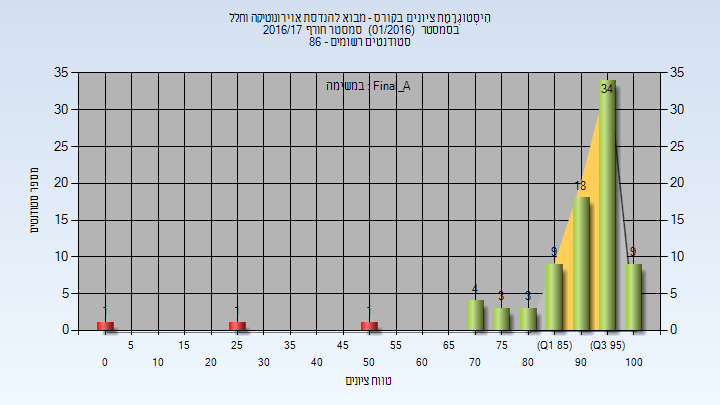 היסטוגרמת ציונים בקורס - מבוא להנדסת אוירונוטיקה וחלל
בסמסטר (01/2016) סמסטר חורף 2016/17
סטודנטים רשומים - 86
במשימה : Final_A
מספר סטודנטים
35 35
30 30
25 25
20 20
15 15
10 10
5 5
0 0
1 1 1 4 3 3 9 18 34 9
5 15 25 35 45 55 65 75 (Q1 85) (Q3 95)
0 10 20 30 40 50 60 70 80 90 100
טווח ציונים